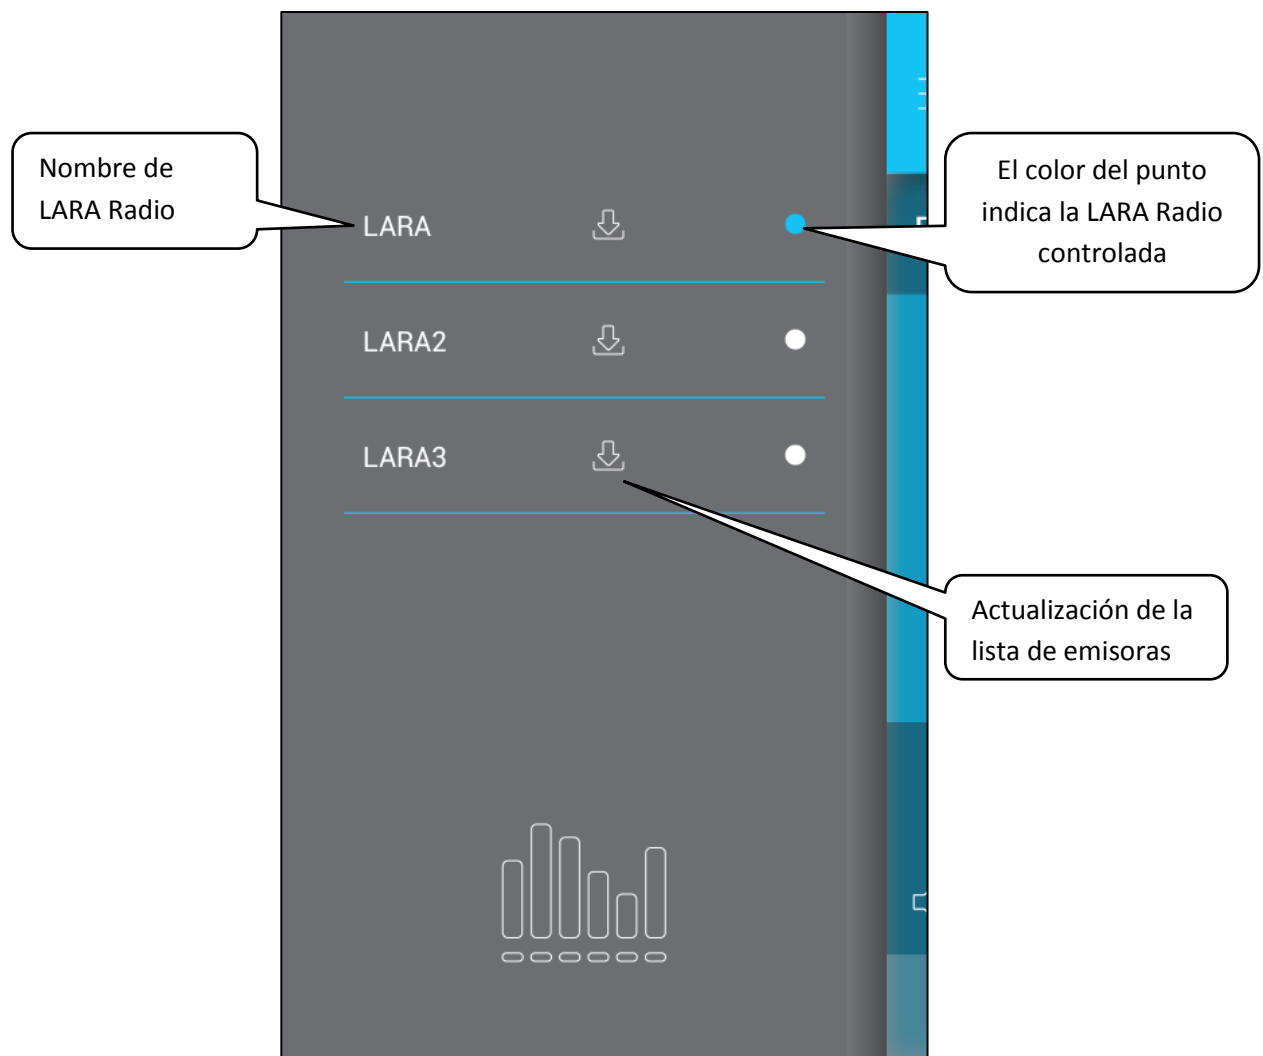 Nombre de
LARA Radio
LARA
El color del punto
indica la LARA Radio
controlada
LARA2
LARA3
Actualización de la
lista de emisoras